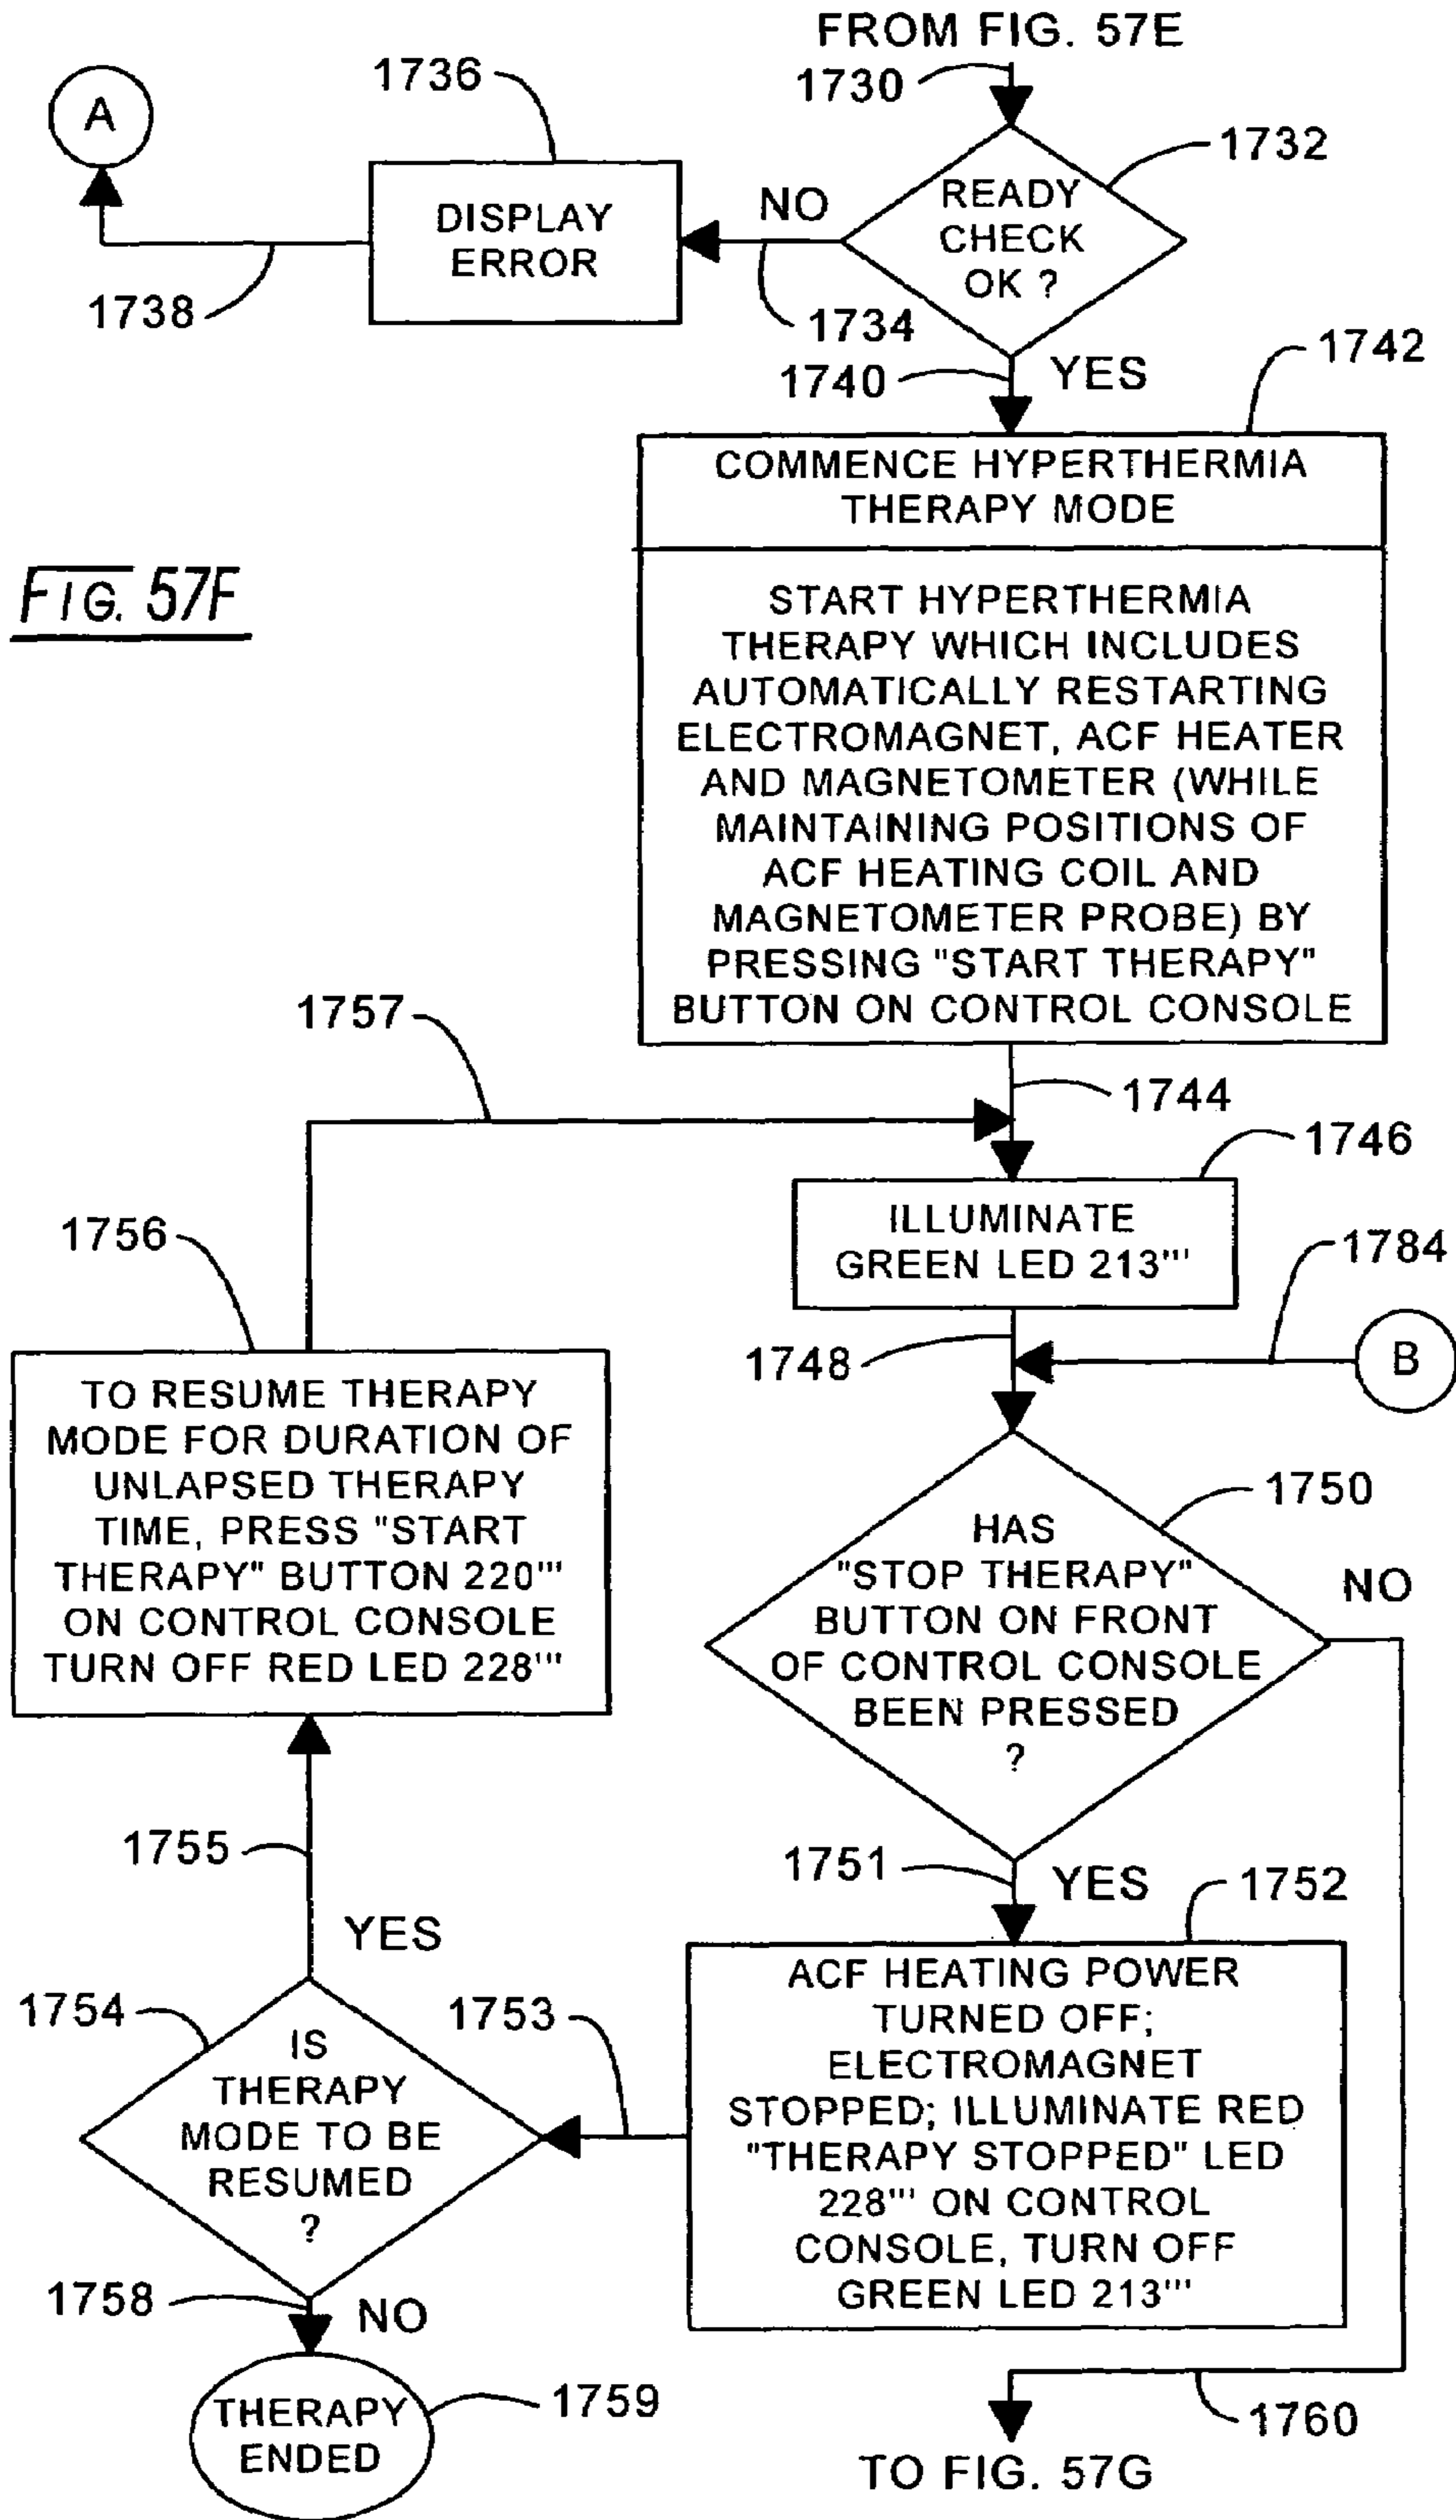 FROM FIG. 57E
1730
1736
A
1732
READY
CHECK
OK ?
NO
DISPLAY
ERROR
1738
1734
1740
YES
1742
COMMENCE HYPERTHERMIA
THERAPY MODE
FIG. 57F
START HYPERTHERMIA
THERAPY WHICH INCLUDES
AUTOMATICALLY RESTARTING
ELECTROMAGNET, ACF HEATER
AND MAGNETOMETER (WHILE
MAINTAINING POSITIONS OF
ACF HEATING COIL AND
MAGNETOMETER PROBE) BY
PRESSING "START THERAPY"
BUTTON ON CONTROL CONSOLE
1757
1744
1746
ILLUMINATE
GREEN LED 213'''
1756
1784
1748
B
TO RESUME THERAPY
MODE FOR DURATION OF
UNLAPSED THERAPY
TIME, PRESS "START
THERAPY" BUTTON 220'''
ON CONTROL CONSOLE
TURN OFF RED LED 228'''
1750
HAS
"STOP THERAPY"
BUTTON ON FRONT
OF CONTROL CONSOLE
BEEN PRESSED
?
NO
1755
1751
YES
1752
YES
1754
1753
ACF HEATING POWER
TURNED OFF;
ELECTROMAGNET
STOPPED; ILLUMINATE RED
"THERAPY STOPPED" LED
228''' ON CONTROL
CONSOLE, TURN OFF
GREEN LED 213'''
IS
THERAPY
MODE TO BE
RESUMED
?
1758
NO
THERAPY
ENDED
1759
1760
TO FIG. 57G